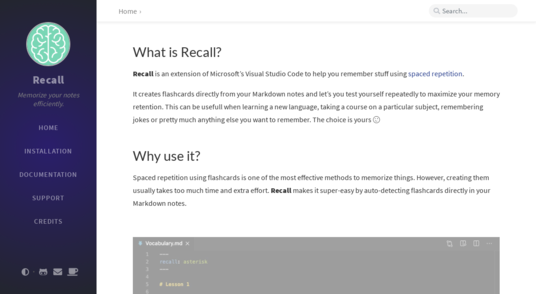 Recall
Memorize your notes
efficiently.
HOME
INSTALLATION
DOCUMENTATION
SUPPORT
CREDITS
Home ›
Search...
What is Recall?
Recall is an extension of Microsoft's Visual Studio Code to help you remember stuff using spaced repetition.
It creates flashcards directly from your Markdown notes and let's you test yourself repeatedly to maximize your memory
retention. This can be usefull when learning a new language, taking a course on a particular subject, remembering
jokes or pretty much anything else you want to remember. The choice is yours
Why use it?
Spaced repetition using flashcards is one of the most effective methods to memorize things. However, creating them
usually takes too much time and extra effort. Recall makes it super-easy by auto-detecting flashcards directly in your
Markdown notes.
Vocabulary.md ×
1 ---
2 recall: asterisk
3 ---
4
5 # Lesson 1
6